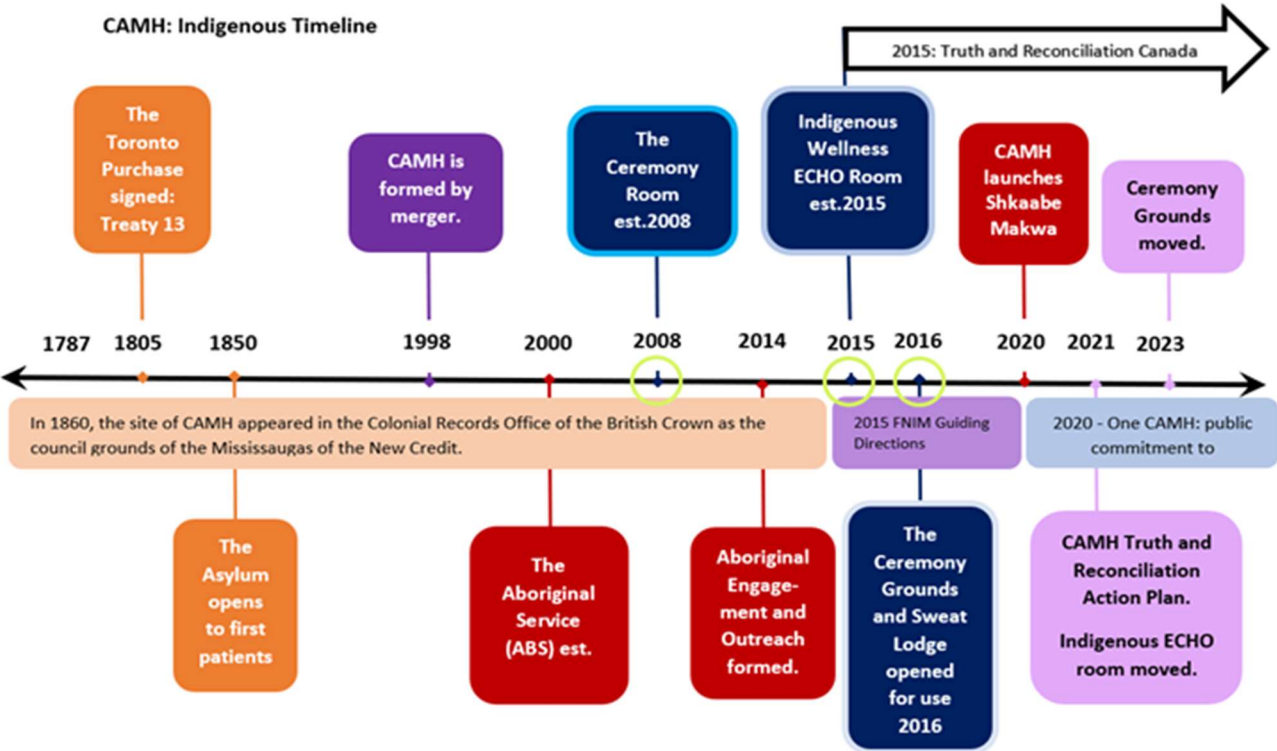 CAMH: Indigenous Timeline
2015: Truth and Reconciliation Canada
The
Toronto
Purchase
signed:
Treaty 13
CAMH is
formed by
merger.
The
Ceremony
Room
est.2008
Indigenous
Wellness
ECHO Room
est.2015
CAMH
launches
Shkaabe
Makwa
Ceremony
Grounds
moved.
1787 1805 1850 1998 2000 2008 2014 2015 2016 2020 2021 2023
In 1860, the site of CAMH appeared in the Colonial Records Office of the British Crown as the
council grounds of the Mississaugas of the New Credit.
2015 FNIM Guiding
Directions
2020 - One CAMH: public
commitment to
The
Asylum
opens
to first
patients
The
Aboriginal
Service
(ABS) est.
Aboriginal
Engage-
ment and
Outreach
formed.
The
Ceremony
Grounds
and Sweat
Lodge
opened
for use
2016
CAMH Truth and
Reconciliation
Action Plan.
Indigenous ECHO
room moved.